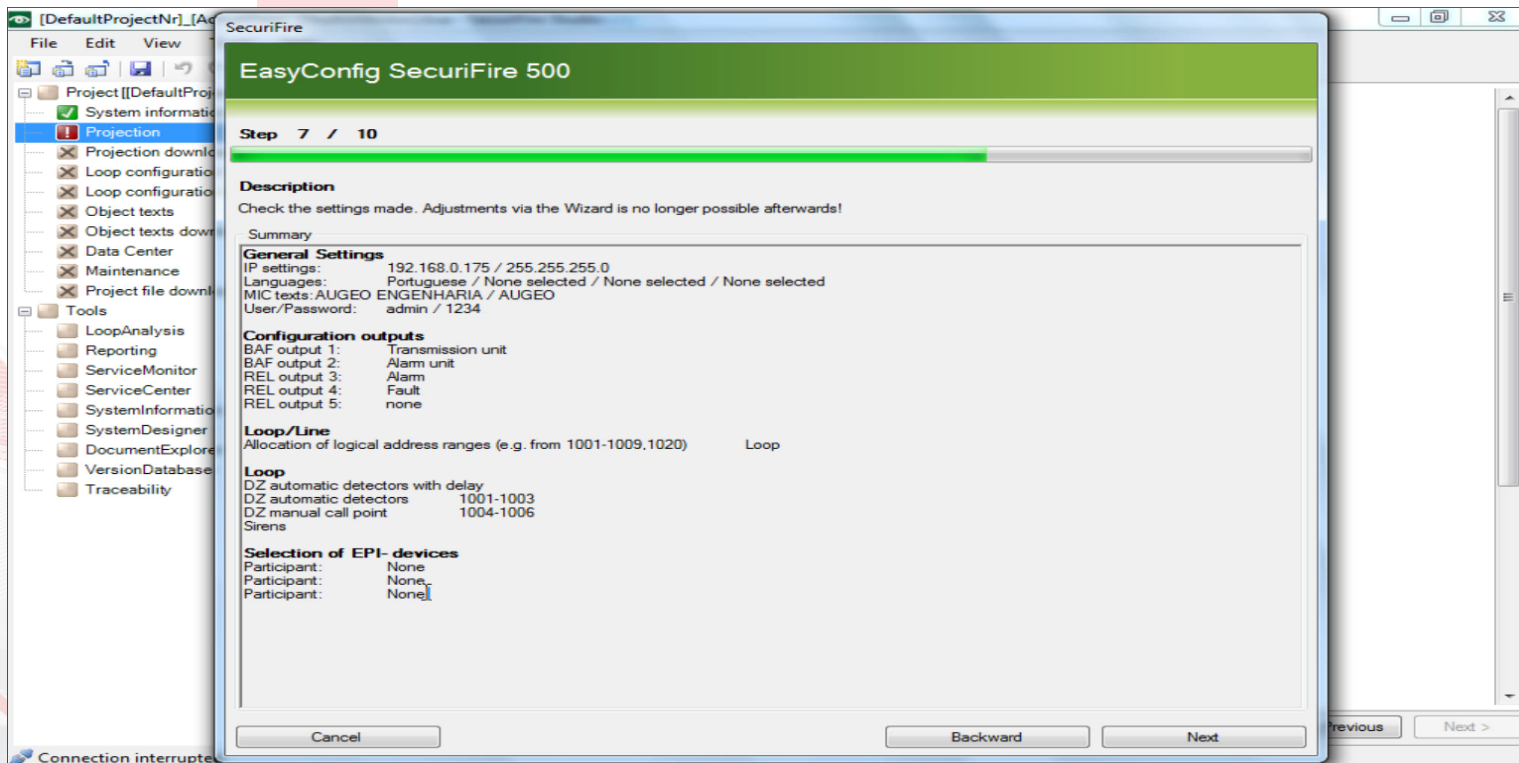 [DefaultProjectNr]_[Ac
File Edit View
Project [[DefaultProj
System informatio
Projection
Projection downlo
Loop configuratio
Loop configuratio
Object texts
Object texts down
Data Center
Maintenance
Project file downl
Tools
LoopAnalysis
Reporting
ServiceMonitor
ServiceCenter
SystemInformatio
SystemDesigner
DocumentExplore
VersionDatabase
Traceability
Connection interrupte
SecuriFire
EasyConfig SecuriFire 500
Step 7 / 10
Description
Check the settings made. Adjustments via the Wizard is no longer possible afterwards!
Summary
General Settings
IP settings: 192.168.0.175 / 255.255.255.0
Languages: Portuguese / None selected / None selected / None selected
MIC texts: AUGEO ENGENHARIA / AUGEO
User/Password: admin / 1234
Configuration outputs
BAF output 1: Transmission unit
BAF output 2: Alarm unit
REL output 3: Alarm
REL output 4: Fault
REL output 5: none
Loop/Line
Allocation of logical address ranges (e.g. from 1001-1009,1020) Loop
Loop
DZ automatic detectors with delay
DZ automatic detectors 1001-1003
DZ manual call point 1004-1006
Sirens
Selection of EPI- devices
Participant: None
Participant: None
Participant: None
Cancel Backward Next
Previous Next >